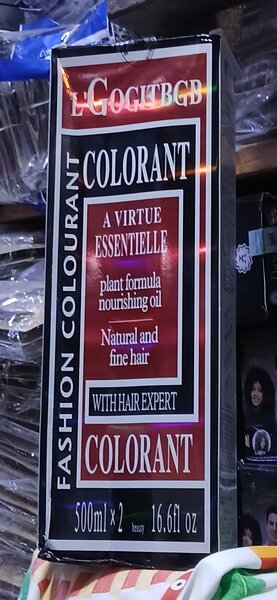 L GOGITBGB
COLORANT
A VIRTUE
ESSENTIELLE
plant formula
nourishing oil
Natural and
fine hair
WITH HAIR EXPERT
COLORANT
FASHION COLOURANT
500ml×2 beauty 16.6fl oz